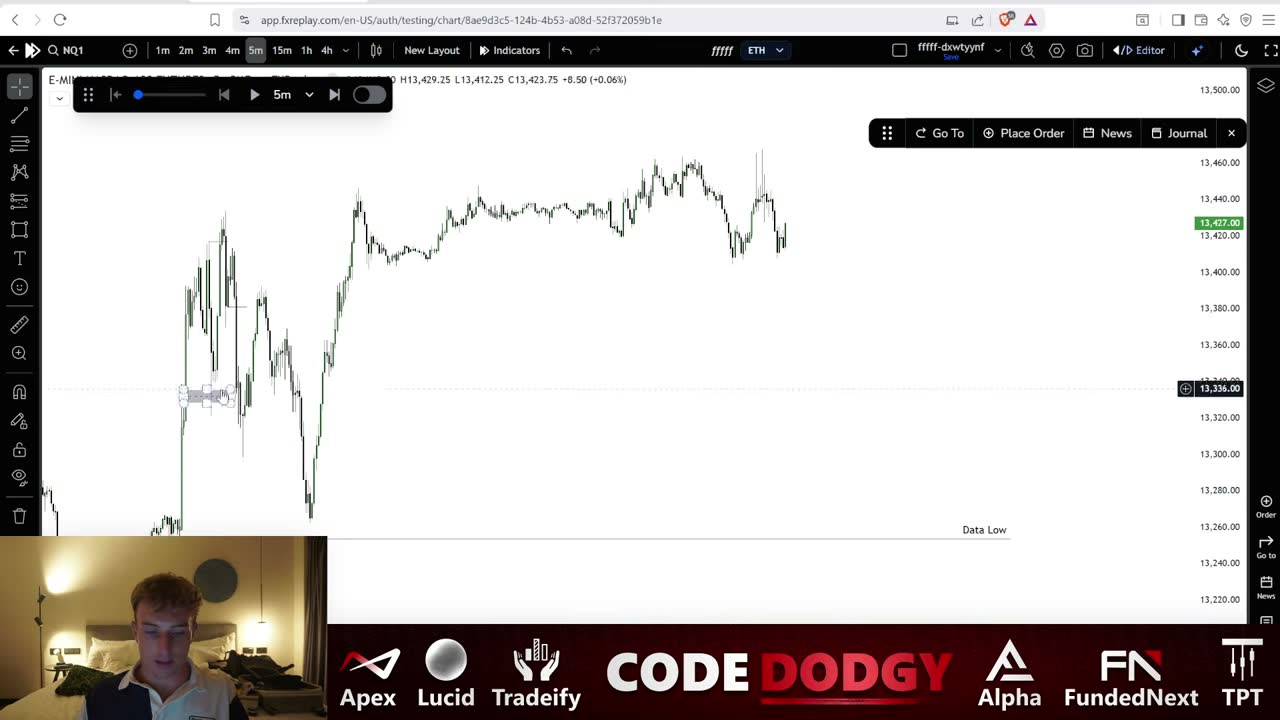 app.fxreplay.com/en-US/auth/testing/chart/8ae9d3c5-124b-4b53-a08d-52f372059b1e
NQ1
1m 2m 3m 4m 5m 15m 1h 4h
New Layout
Indicators
fffff
ETH
fffff-dxwtyynf
Save
Editor
H13,429.25 L13,412.25 C13,423.75 +8.50 (+0.06%)
5m
Go To
Place Order
News
Journal
13,500.00
13,460.00
13,440.00
13,427.00
13,420.00
13,400.00
13,380.00
13,360.00
13,336.00
13,320.00
13,300.00
13,280.00
13,260.00
13,240.00
13,220.00
Data Low
Order
Go to
News
Apex
Lucid
Tradeify
CODE DODGY
Alpha
FN
FundedNext
TPT